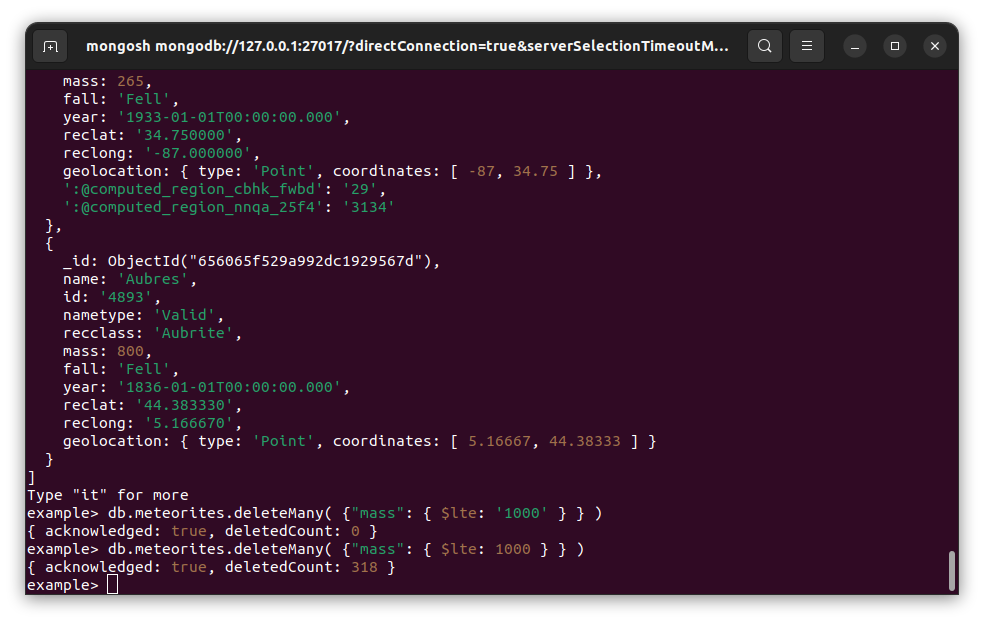 mongosh mongodb://127.0.0.1:27017/?directConnection=true&serverSelectionTimeoutM...
    mass: 265,
    fall: 'Fell',
    year: '1933-01-01T00:00:00.000',
    reclat: '34.750000',
    reclong: '-87.000000',
    geolocation: { type: 'Point', coordinates: [ -87, 34.75 ] },
    ':@computed_region_cbhk_fwbd': '29',
    ':@computed_region_nnqa_25f4': '3134'
  },
  {
    _id: ObjectId("656065f529a992dc1929567d"),
    name: 'Aubres',
    id: '4893',
    nametype: 'Valid',
    recclass: 'Aubrite',
    mass: 800,
    fall: 'Fell',
    year: '1836-01-01T00:00:00.000',
    reclat: '44.383330',
    reclong: '5.166670',
    geolocation: { type: 'Point', coordinates: [ 5.16667, 44.38333 ] }
  }
]
Type "it" for more
example> db.meteorites.deleteMany( {"mass": { $lte: '1000' } } )
{ acknowledged: true, deletedCount: 0 }
example> db.meteorites.deleteMany( {"mass": { $lte: 1000 } } )
{ acknowledged: true, deletedCount: 318 }
example>